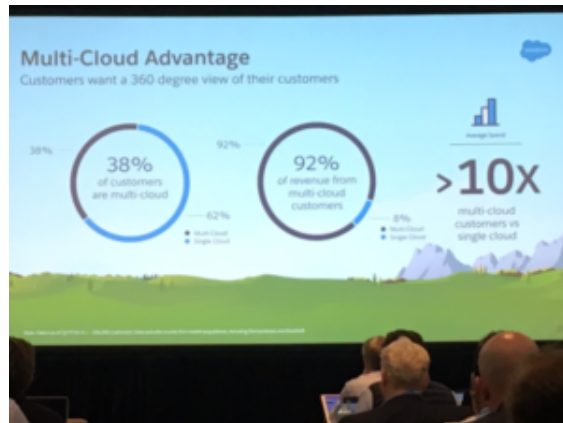 Multi-Cloud Advantage
Customers want a 360 degree view of their customers
salesforce
38%
38%
of customers
are multi-cloud
62%
Multi-Cloud
Single Cloud
92%
92%
of revenue from
multi-cloud
customers
8%
Multi-Cloud
Single Cloud
Average Spend
>10x
multi-cloud
customers vs
single cloud